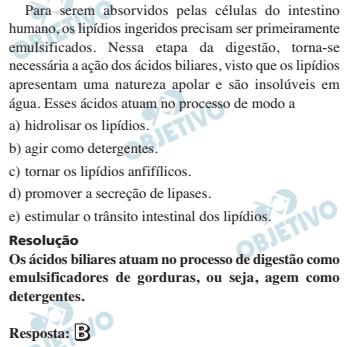 Para serem absorvidos pelas células do intestino
humano, os lipídios ingeridos precisam ser primeiramente
emulsificados. Nessa etapa da digestão, torna-se
necessária a ação dos ácidos biliares, visto que os lipídios
apresentam uma natureza apolar e são insolúveis em
água. Esses ácidos atuam no processo de modo a
a) hidrolisar os lipídios.
b) agir como detergentes.
c) tornar os lipídios anfifílicos.
d) promover a secreção de lipases.
e) estimular o trânsito intestinal dos lipídios.
Resolução
Os ácidos biliares atuam no processo de digestão como
emulsificadores de gorduras, ou seja, agem como
detergentes.
Resposta: B
OBJETIVO
OBJETIVO